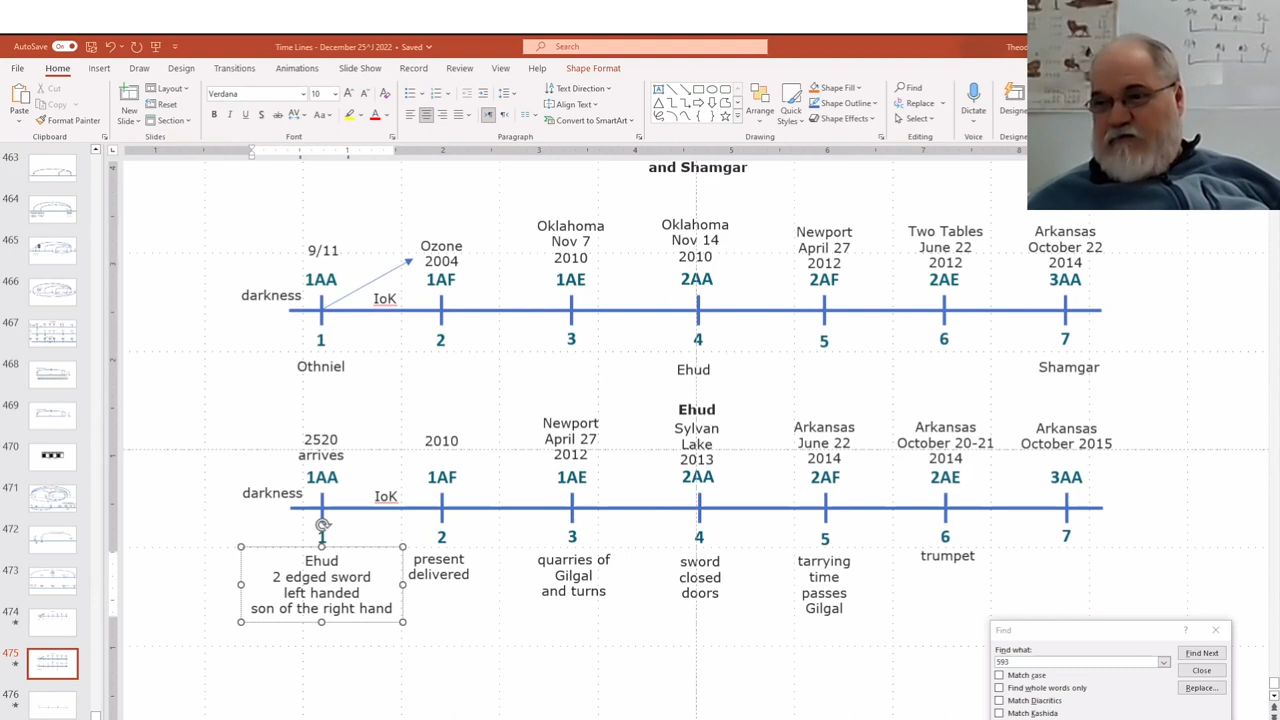 AutoSave On
Time Lines - December 25^J 2022 • Saved
Search
Theod
File Home Insert Draw Design Transitions Animations Slide Show Record Review View Help Shape Format
Paste
Cut
Copy
Format Painter
New Slide
Layout
Reset
Section
Verdana 10
Text Direction
Align Text
Convert to SmartArt
Arrange
Quick Styles
Shape Fill
Shape Outline
Shape Effects
Find
Replace
Select
Dictate
Designe
Clipboard Slides Font Paragraph Drawing Editing Voice Designe
463
464
465
466
467
468
469
470
471
472
473
474
475
476
and Shamgar
9/11
Ozone
2004
Oklahoma
Nov 7
2010
Oklahoma
Nov 14
2010
Newport
April 27
2012
Two Tables
June 22
2012
Arkansas
October 22
2014
1AA 1AF 1AE 2AA 2AF 2AE 3AA
darkness IoK
1 2 3 4 5 6 7
Othniel Ehud Shamgar
Ehud
2520
arrives
2010
Newport
April 27
2012
Sylvan
Lake
2013
Arkansas
June 22
2014
Arkansas
October 20-21
2014
Arkansas
October 2015
1AA 1AF 1AE 2AA 2AF 2AE 3AA
darkness IoK
1 2 3 4 5 6 7
Ehud
2 edged sword
left handed
son of the right hand
present
delivered
quarries of
Gilgal
and turns
sword
closed
doors
tarrying
time
passes
Gilgal
trumpet
Find
Find what:
593
Find Next
Close
Replace...
Match case
Find whole words only
Match Diacritics
Match Kashida